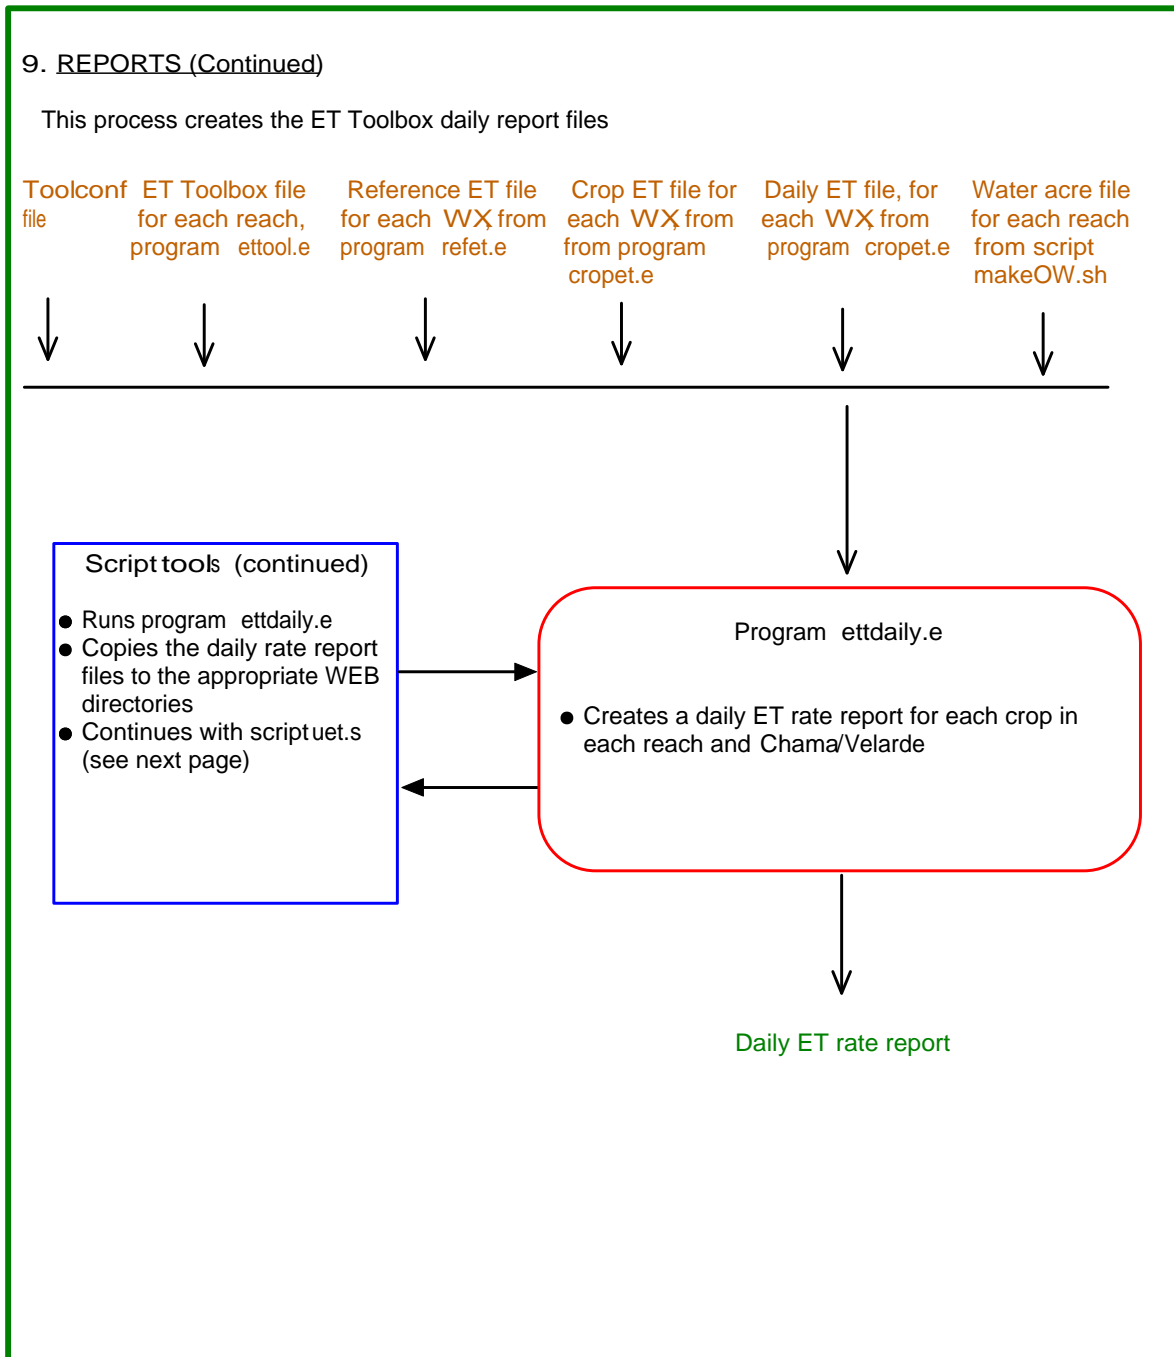 9. REPORTS (Continued)
This process creates the ET Toolbox daily report files
Toolconf
file
ET Toolbox file
for each reach,
program ettool.e
Reference ET file
for each WX, from
program refet.e
Crop ET file for
each WX, from
from program
cropet.e
Daily ET file, for
each WX, from
program cropet.e
Water acre file
for each reach
from script
makeOW.sh
Script tools (continued)
● Runs program ettdaily.e
● Copies the daily rate report
files to the appropriate WEB
directories
● Continues with script uet.s
(see next page)
Program ettdaily.e
● Creates a daily ET rate report for each crop in
each reach and Chama/Velarde
Daily ET rate report